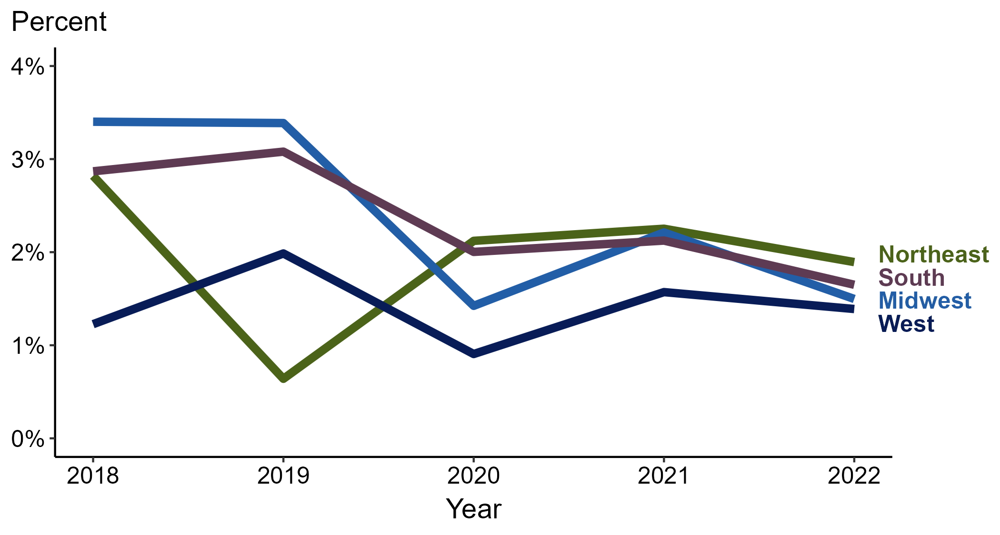 Percent
4%
3%
2%
1%
0%
Northeast
South
Midwest
West
2018 2019 2020 2021 2022
Year